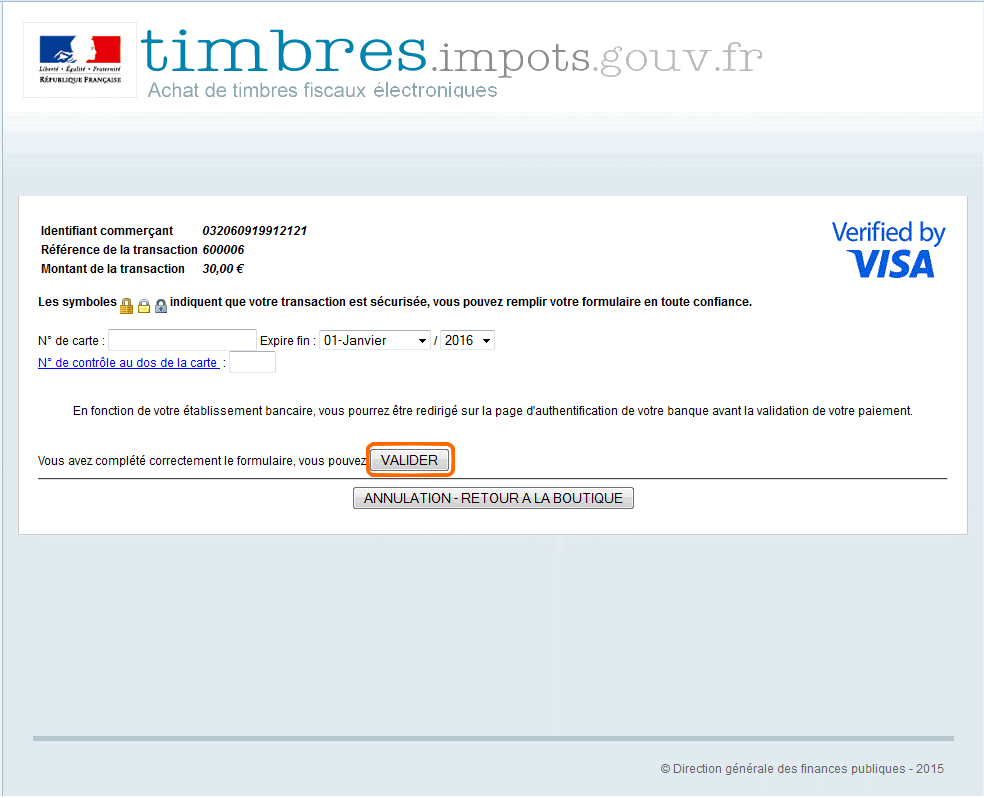 Liberté • Égalité • Fraternité
RÉPUBLIQUE FRANÇAISE
timbres.impots.gouv.fr
Achat de timbres fiscaux électroniques
Identifiant commerçant 032060919912121
Référence de la transaction 600006
Montant de la transaction 30,00 €
Verified by
VISA
Les symboles indiquent que votre transaction est sécurisée, vous pouvez remplir votre formulaire en toute confiance.
N° de carte : Expire fin : 01-Janvier / 2016
N° de contrôle au dos de la carte :
En fonction de votre établissement bancaire, vous pourrez être redirigé sur la page d'authentification de votre banque avant la validation de votre paiement.
Vous avez complété correctement le formulaire, vous pouvez VALIDER
ANNULATION - RETOUR A LA BOUTIQUE
© Direction générale des finances publiques - 2015